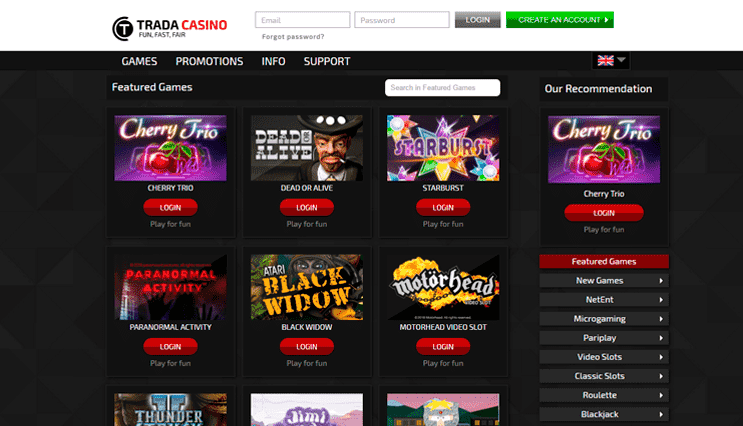 TRADA CASINO
FUN, FAST, FAIR
Email
Password
LOGIN
CREATE AN ACCOUNT
Forgot password?
GAMES
PROMOTIONS
INFO
SUPPORT
Featured Games
Search in Featured Games
Our Recommendation
Cherry Trio
DEAD OR ALIVE
STARBURST
Cherry Trio
CHERRY TRIO
DEAD OR ALIVE
STARBURST
Cherry Trio
LOGIN
LOGIN
LOGIN
LOGIN
Play for fun
Play for fun
Play for fun
Play for fun
PARANORMAL
ACTIVITY
ATARI
BLACK
WIDOW
motörhead
VIDEO SLOT
PARANORMAL ACTIVITY
BLACK WIDOW
MOTORHEAD VIDEO SLOT
LOGIN
LOGIN
LOGIN
Play for fun
Play for fun
Play for fun
THUNDER
Jimi
Featured Games
New Games
NetEnt
Microgaming
Pariplay
Video Slots
Classic Slots
Roulette
Blackjack